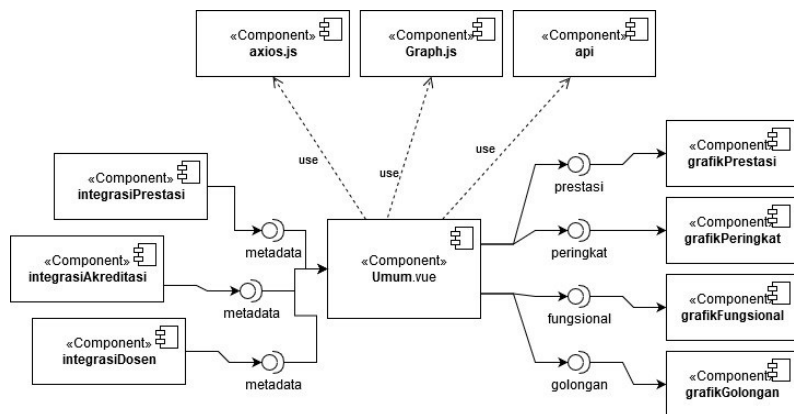 «Component»
axios.js
«Component»
Graph.js
«Component»
api
use
use
use
«Component»
integrasiPrestasi
metadata
«Component»
integrasiAkreditasi
metadata
«Component»
integrasiDosen
metadata
«Component»
Umum.vue
prestasi
«Component»
grafikPrestasi
peringkat
«Component»
grafikPeringkat
fungsional
«Component»
grafikFungsional
golongan
«Component»
grafikGolongan